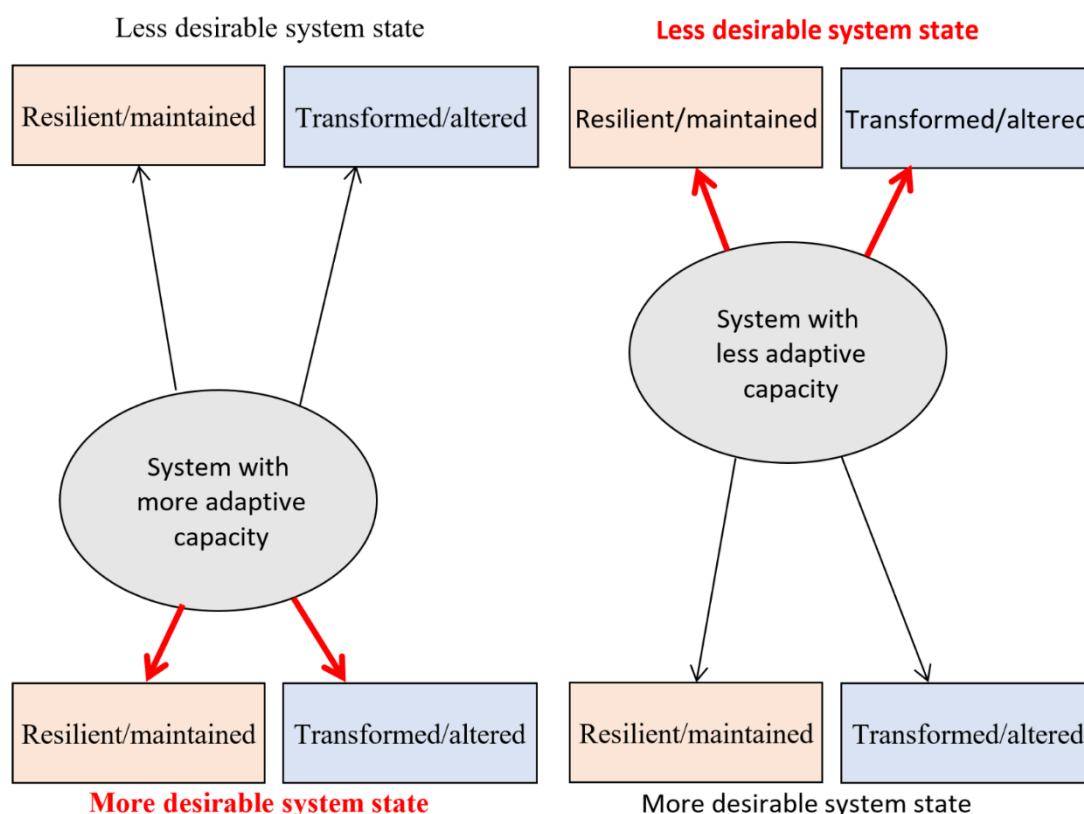 Less desirable system state
Resilient/maintained
Transformed/altered
System with
more adaptive
capacity
Resilient/maintained
Transformed/altered
More desirable system state
Less desirable system state
Resilient/maintained
Transformed/altered
System with
less adaptive
capacity
Resilient/maintained
Transformed/altered
More desirable system state